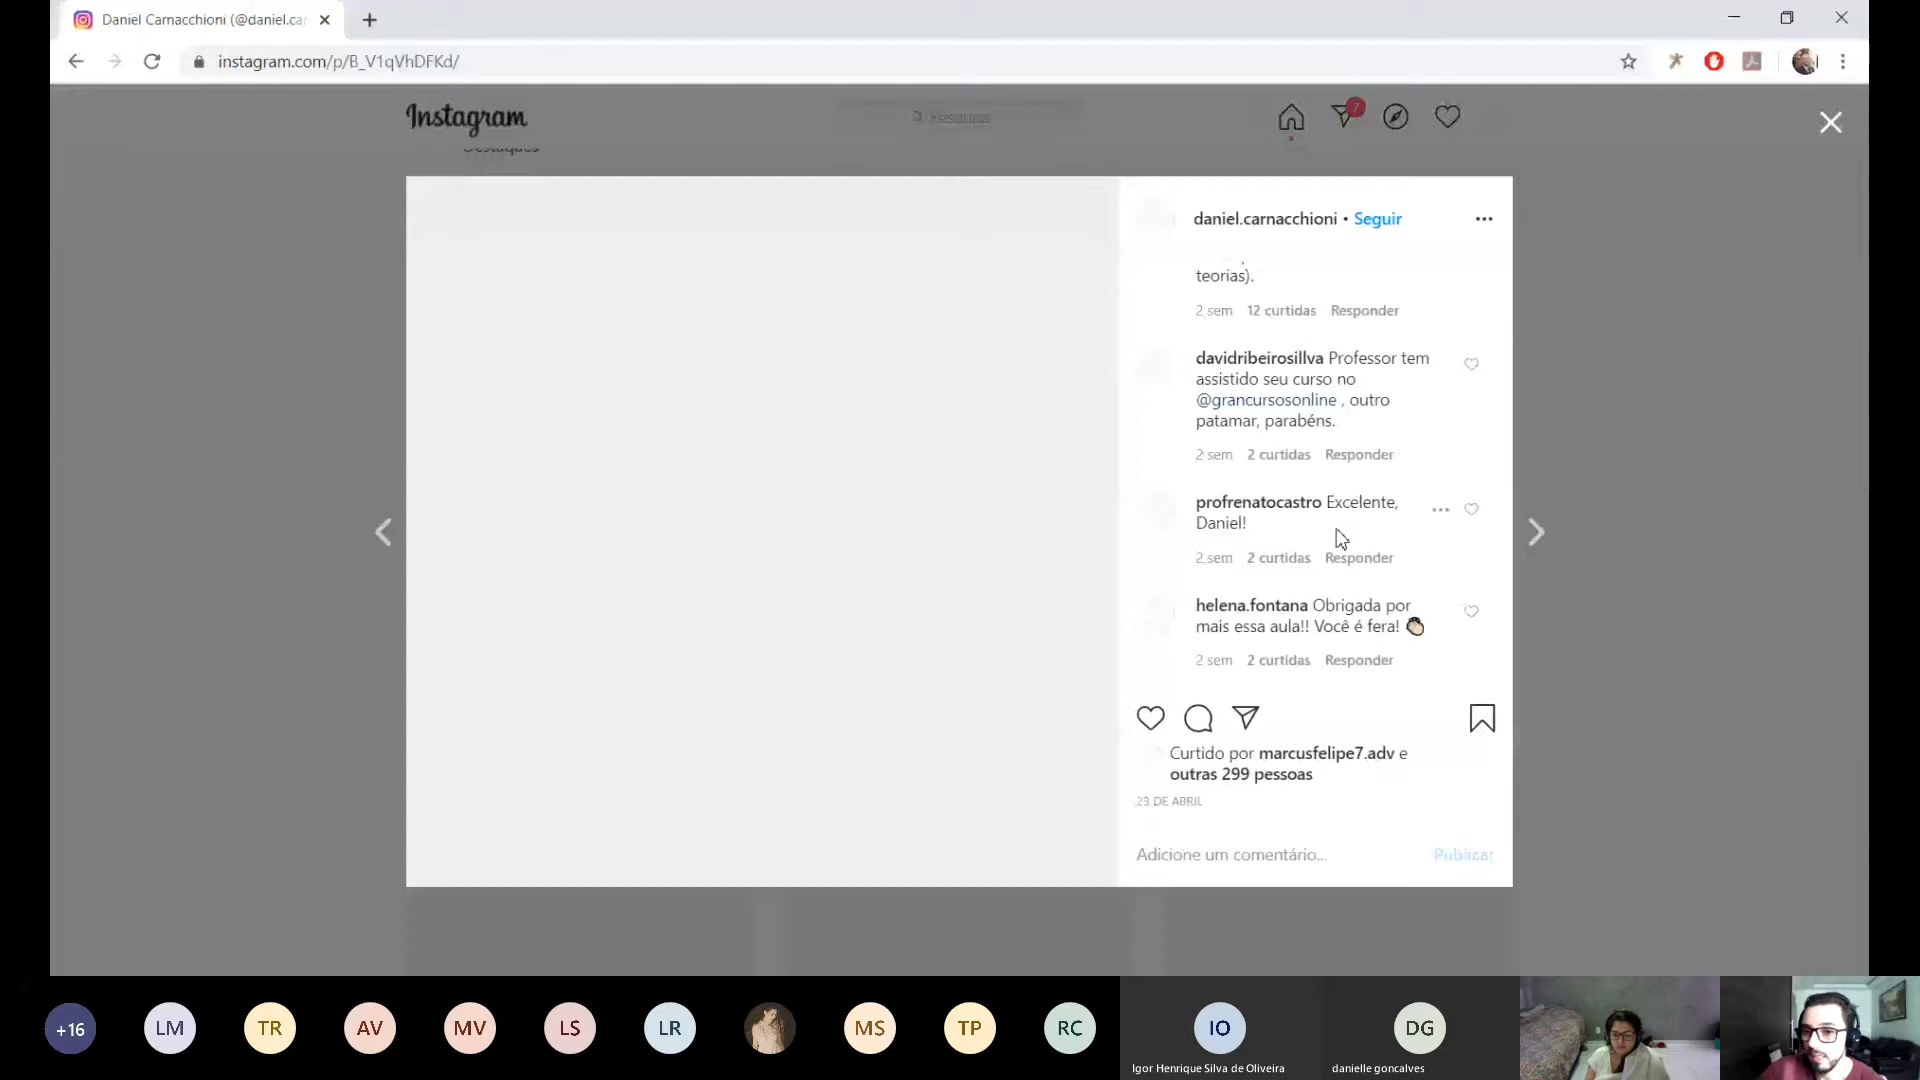 Daniel Carnacchioni (@daniel.ca
instagram.com/p/B_V1qVhDFKd/
Instagram
Pesquisar
7
Destaques
daniel.carnacchioni • Seguir
teorias).
2 sem 12 curtidas Responder
davidribeirosillva Professor tem
assistido seu curso no
@grancursosonline , outro
patamar, parabéns.
2 sem 2 curtidas Responder
profrenatocastro Excelente,
Daniel!
2 sem 2 curtidas Responder
helena.fontana Obrigada por
mais essa aula!! Você é fera!
2 sem 2 curtidas Responder
Curtido por marcusfelipe7.adv e
outras 299 pessoas
23 DE ABRIL
Adicione um comentário...
Publicar
+16
LM
TR
AV
MV
LS
LR
MS
TP
RC
IO
DG
Igor Henrique Silva de Oliveira
danielle goncalves